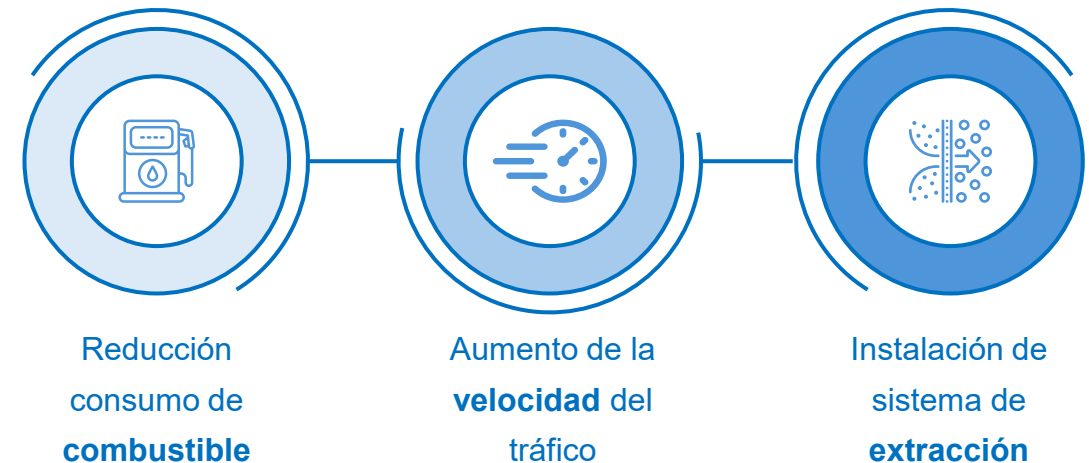 Reducción
consumo de
combustible
Aumento de la
velocidad del
tráfico
Instalación de
sistema de
extracción